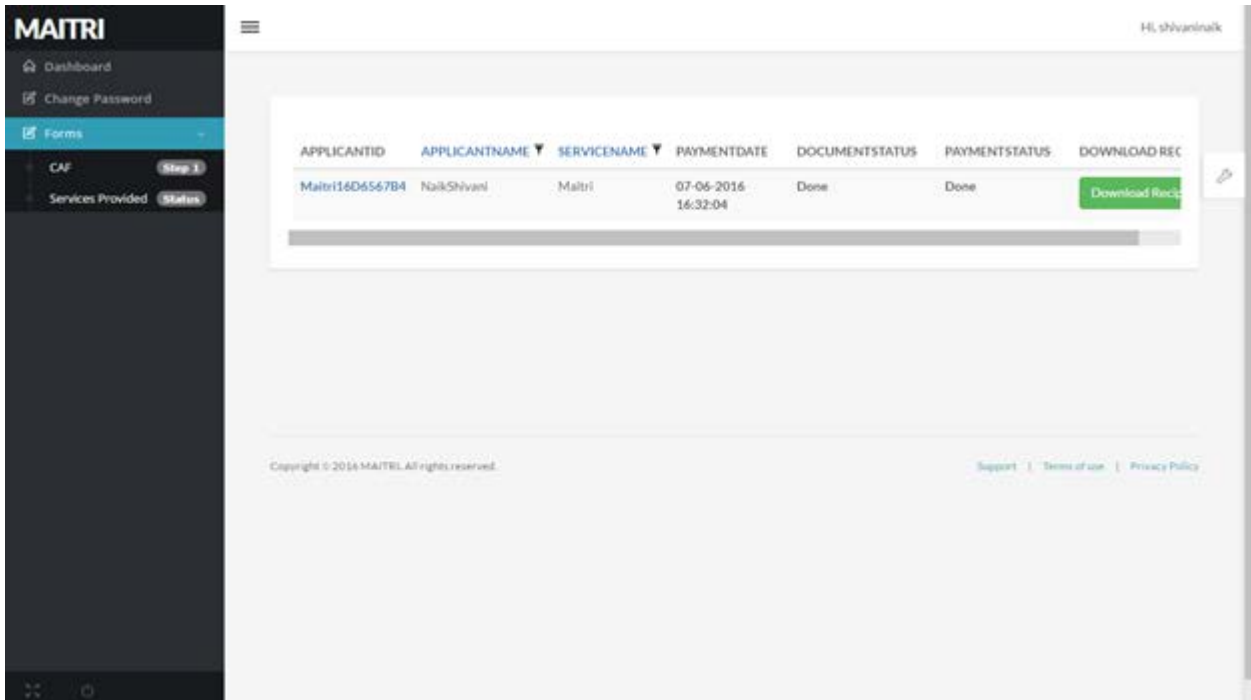 MAITRI
Hi, shivaninaik
Dashboard
Change Password
Forms
CAF Step 1
Services Provided Status
APPLICANTID APPLICANTNAME SERVICENAME PAYMENTDATE DOCUMENTSTATUS PAYMENTSTATUS DOWNLOAD REC
Maitri16D6567B4 NaikShivani Maitri 07-06-2016 Done Done Download Recip
16:32:04
Copyright © 2016 MAITRI. All rights reserved.
Support | Terms of use | Privacy Policy